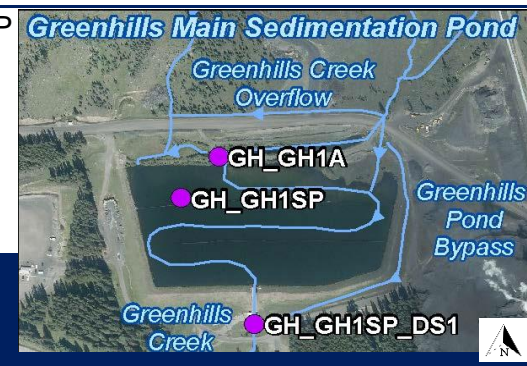 P
Greenhills Main Sedimentation Pond
Greenhills Creek
Overflow
GH_GH1A
GH_GH1SP
Greenhills
Pond
Bypass
Greenhills
Creek
GH_GH1SP_DS1
N